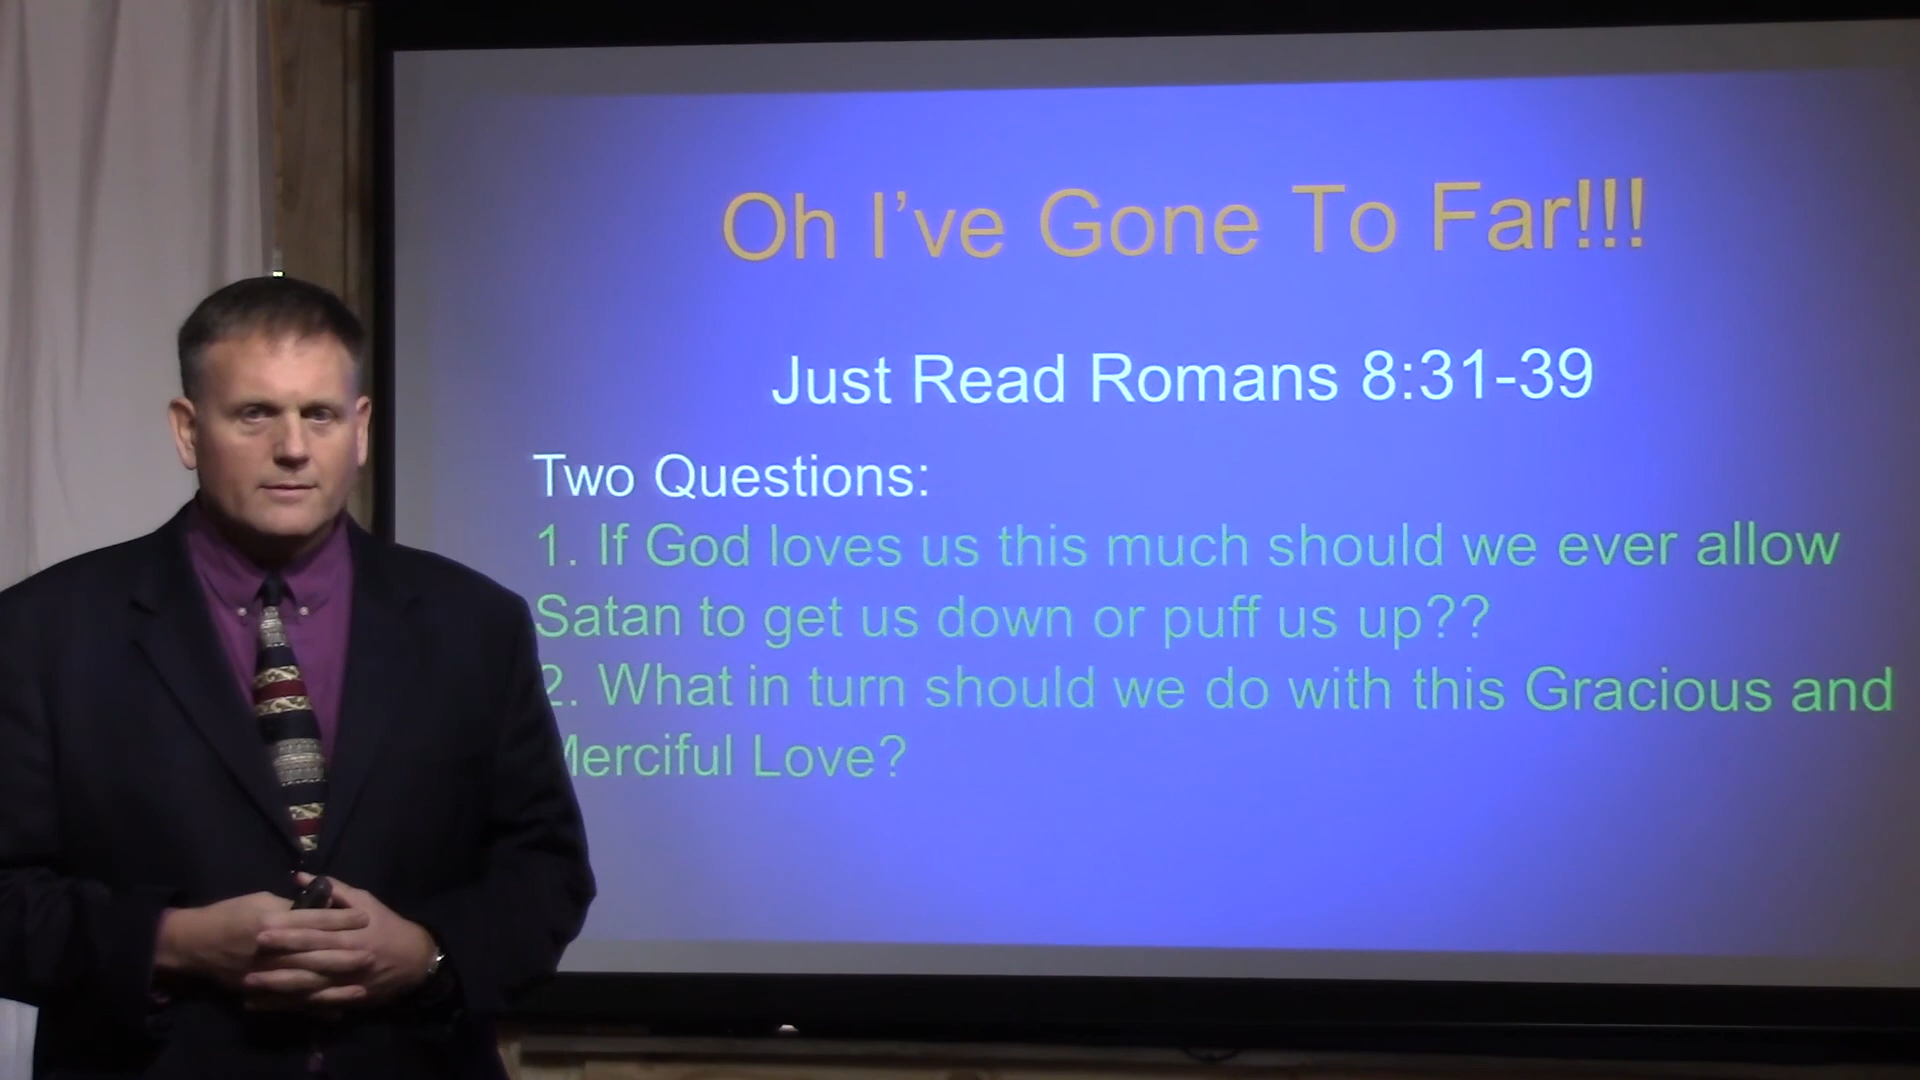 Oh I’ve Gone To Far!!!
Just Read Romans 8:31-39
Two Questions:
1. If God loves us this much should we ever allow
Satan to get us down or puff us up??
2. What in turn should we do with this Gracious and
Merciful Love?